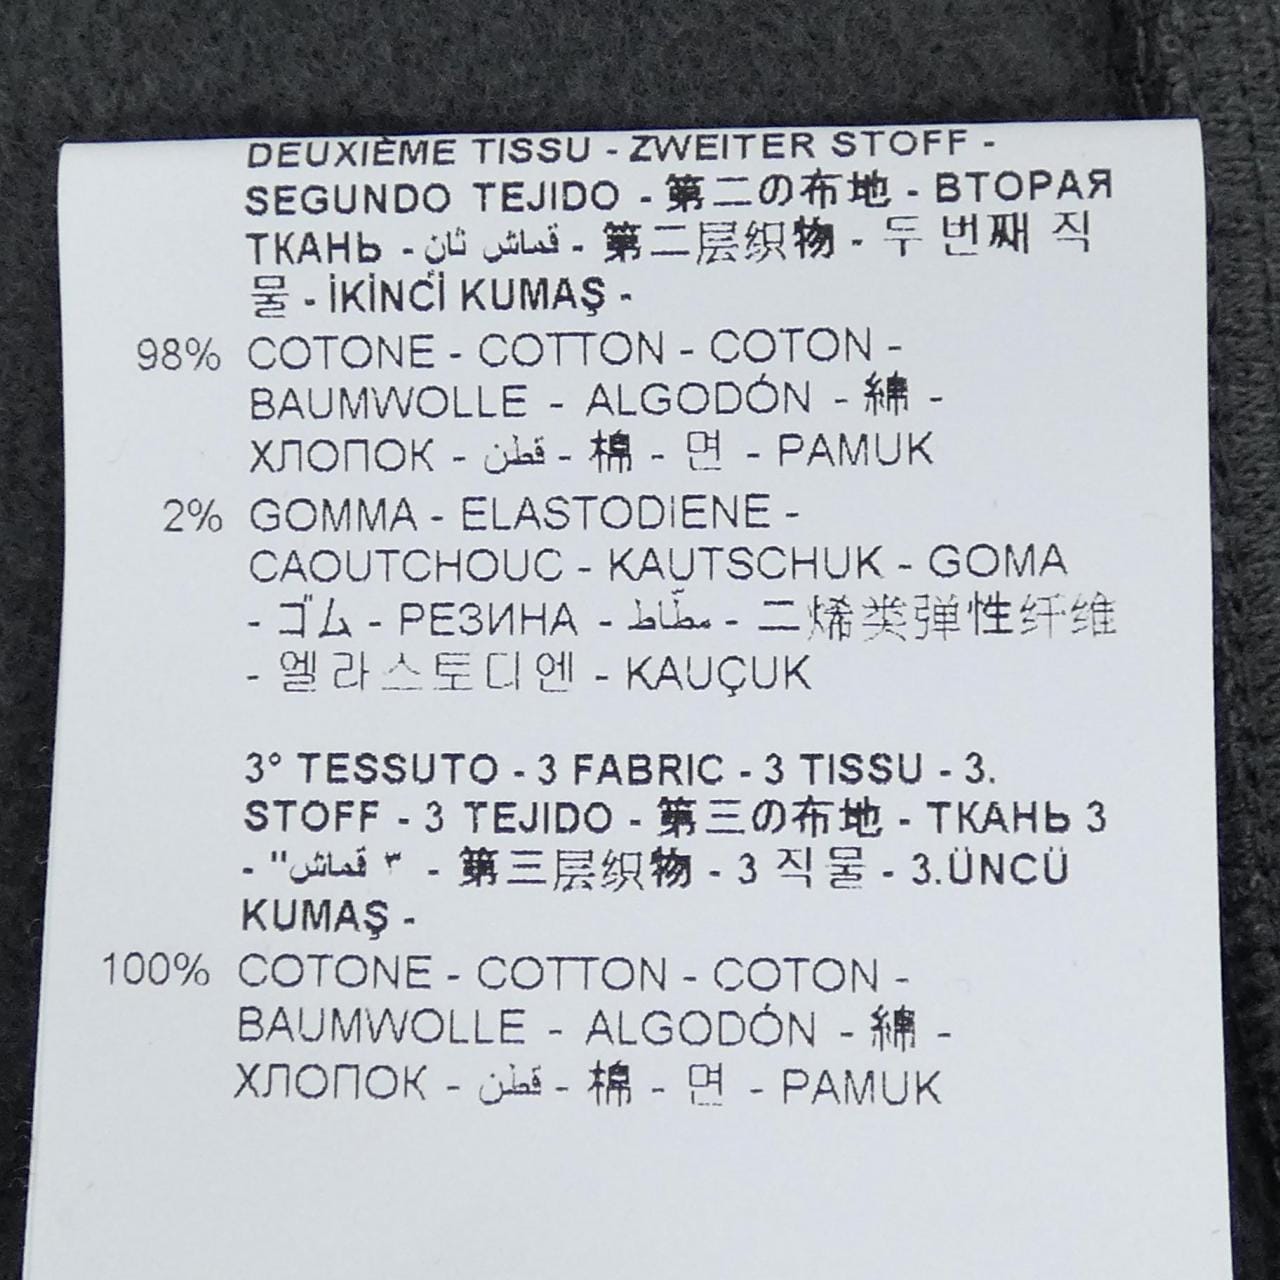 DEUXIÈME TISSU - ZWEITER STOFF -
SEGUNDO TEJIDO - 第二の布地 - ВТОРАЯ
ТКАНЬ - قماش ثان - 第二层织物 - 두 번째 직
물 - İKİNCİ KUMAŞ -
98% COTONE - COTTON - COTON -
BAUMWOLLE - ALGODÓN - 綿 -
ХЛОПОК - قطن - 棉 - 면 - PAMUK
2% GOMMA - ELASTODIENE -
CAOUTCHOUC - KAUTSCHUK - GOMA
- ゴム - РЕЗИНА - مطّاط - 二烯类弹性纤维
- 엘라스토디엔 - KAUÇUK
3° TESSUTO - 3 FABRIC - 3 TISSU - 3.
STOFF - 3 TEJIDO - 第三の布地 - ТКАНЬ 3
- "قماش ٣ - 第三层织物 - 3 직물 - 3.ÜNCÜ
KUMAŞ -
100% COTONE - COTTON - COTON -
BAUMWOLLE - ALGODÓN - 綿 -
ХЛОПОК - قطن - 棉 - 면 - PAMUK